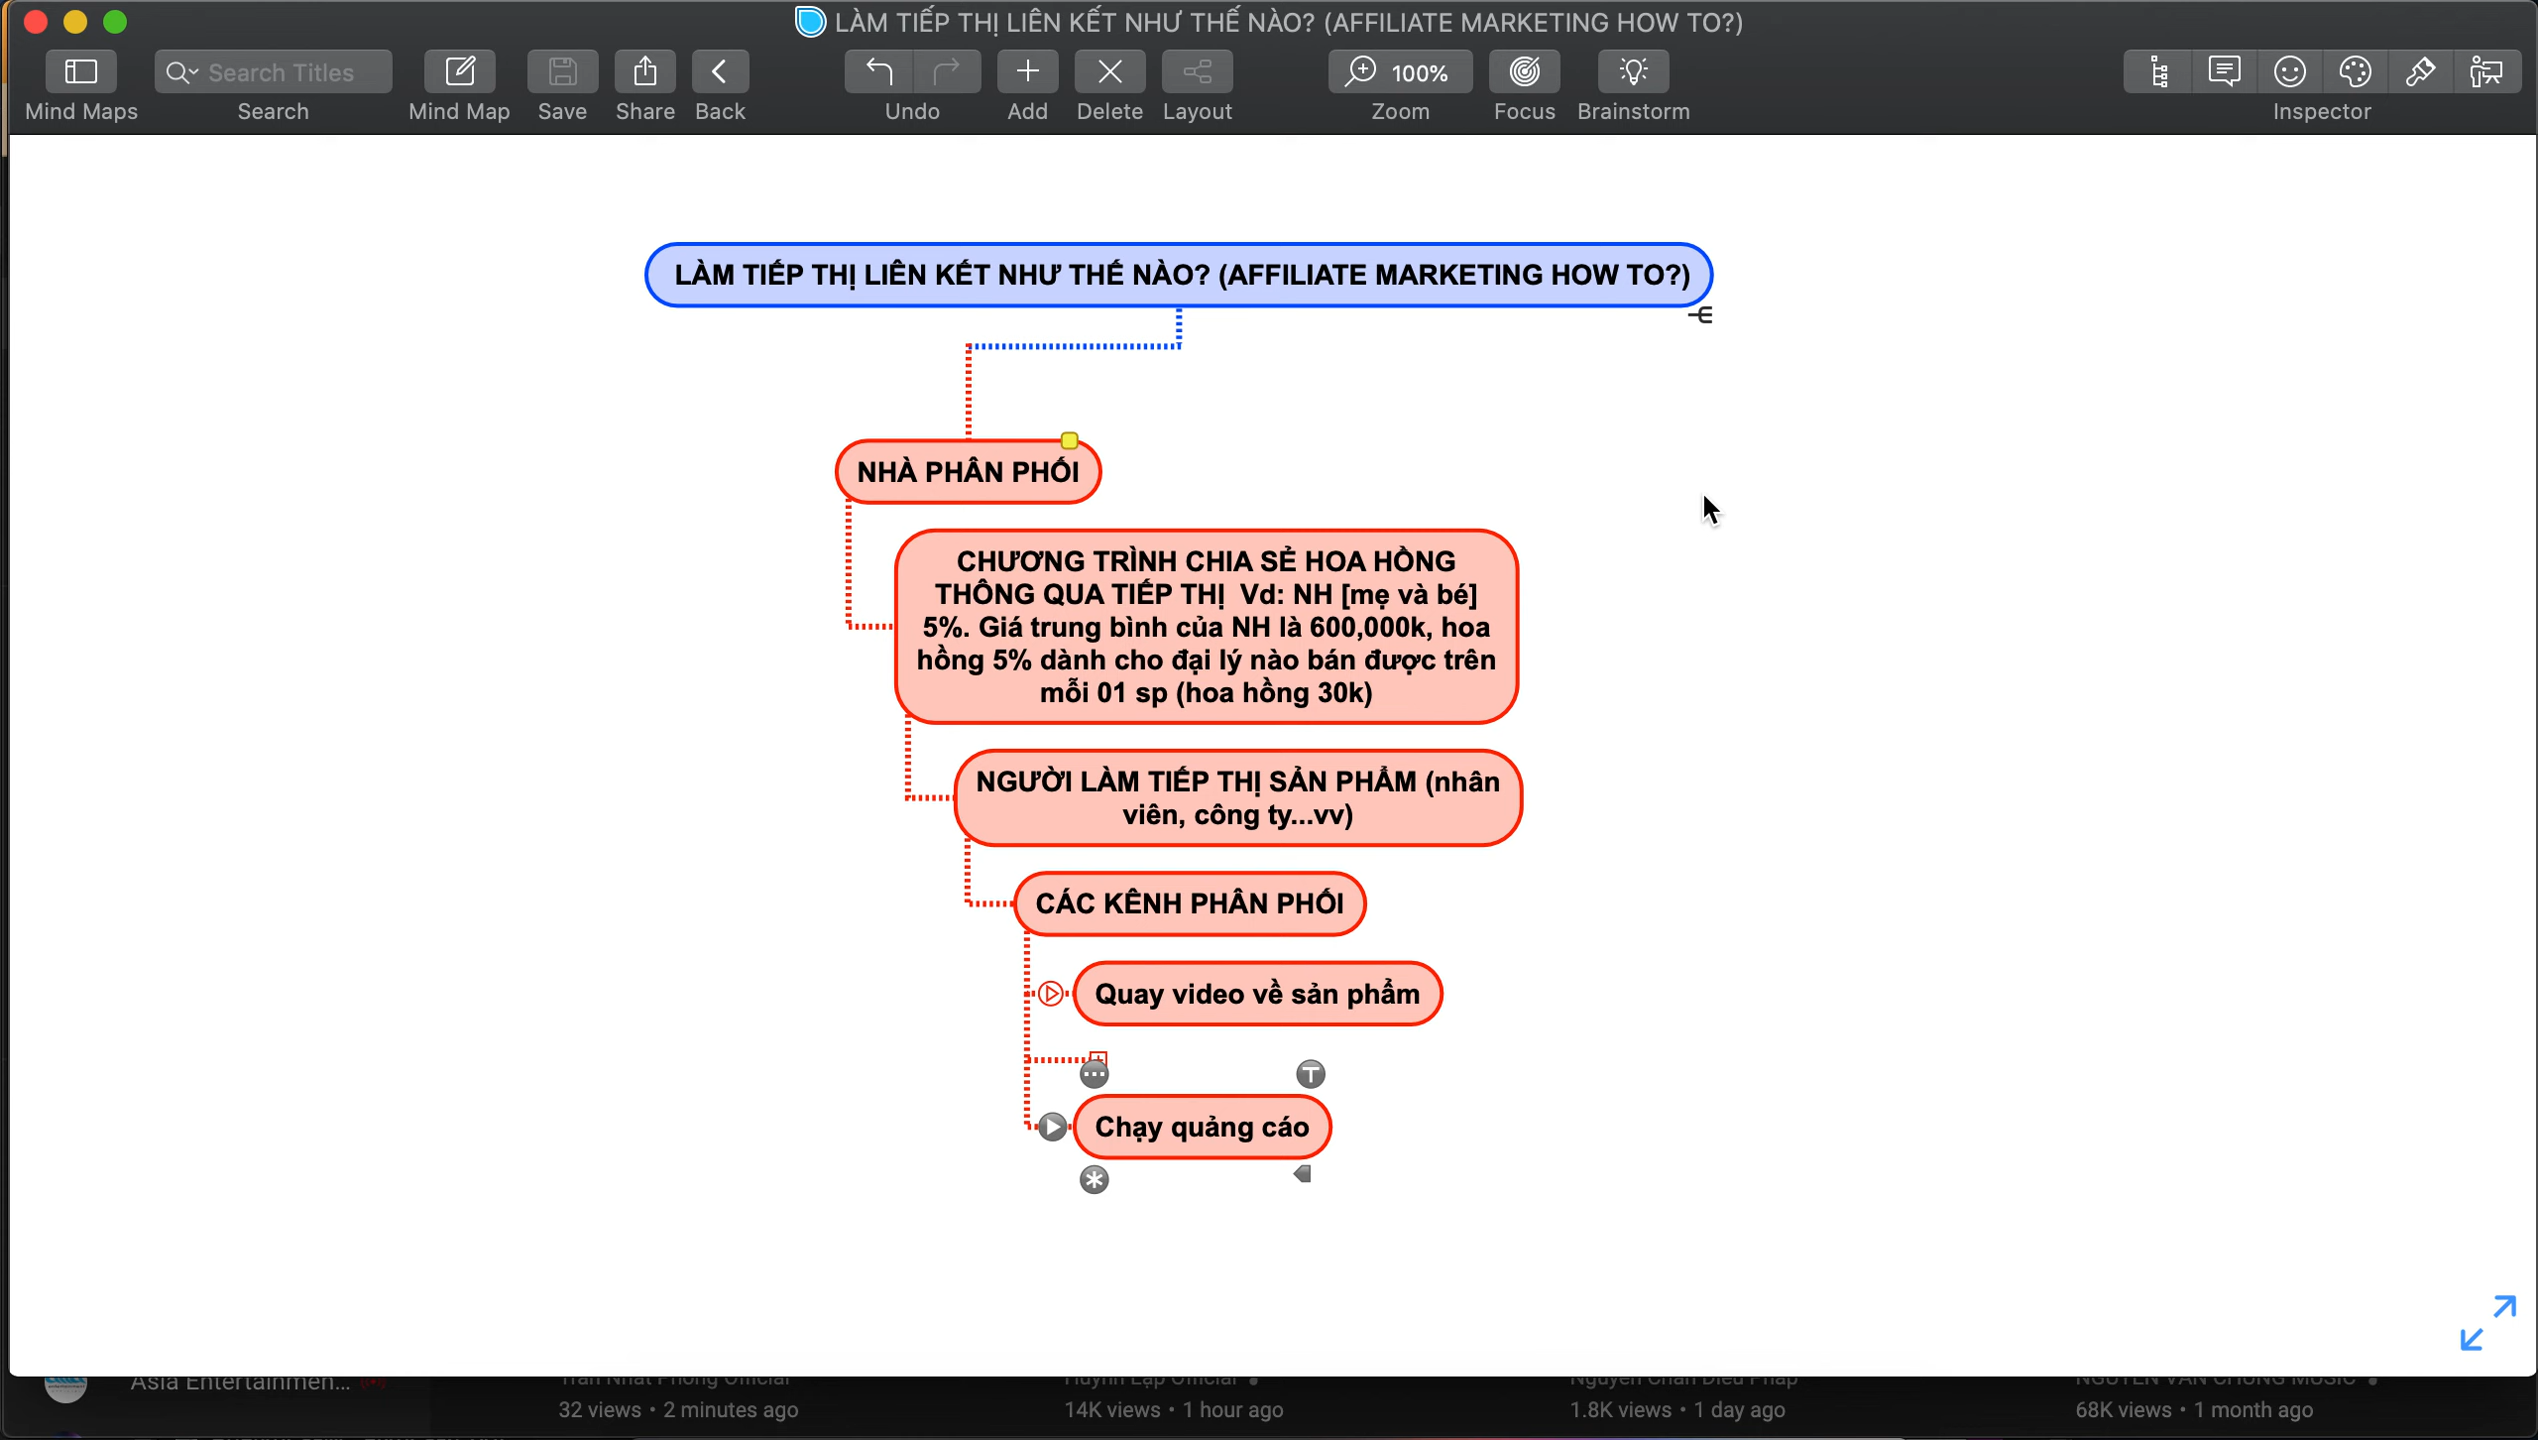 LÀM TIẾP THỊ LIÊN KẾT NHƯ THẾ NÀO? (AFFILIATE MARKETING HOW TO?)
Search Titles
100%
Mind Maps
Search
Mind Map
Save
Share
Back
Undo
Add
Delete
Layout
Zoom
Focus
Brainstorm
Inspector
LÀM TIẾP THỊ LIÊN KẾT NHƯ THẾ NÀO? (AFFILIATE MARKETING HOW TO?)
NHÀ PHÂN PHỐI
CHƯƠNG TRÌNH CHIA SẺ HOA HỒNG
THÔNG QUA TIẾP THỊ Vd: NH [mẹ và bé]
5%. Giá trung bình của NH là 600,000k, hoa
hồng 5% dành cho đại lý nào bán được trên
mỗi 01 sp (hoa hồng 30k)
NGƯỜI LÀM TIẾP THỊ SẢN PHẨM (nhân
viên, công ty...vv)
CÁC KÊNH PHÂN PHỐI
Quay video về sản phẩm
Chạy quảng cáo
Asia Entertainmen...
32 views • 2 minutes ago
14K views • 1 hour ago
1.8K views • 1 day ago
68K views • 1 month ago